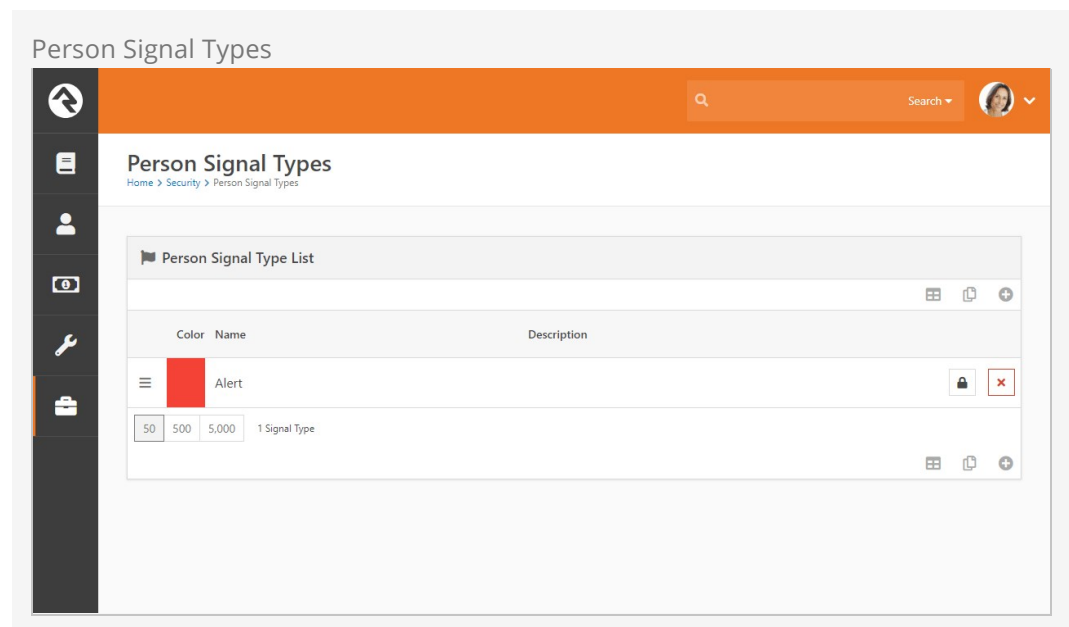 Person Signal Types
Search
Person Signal Types
Home > Security > Person Signal Types
Person Signal Type List
Color Name Description
Alert
50 500 5,000 1 Signal Type